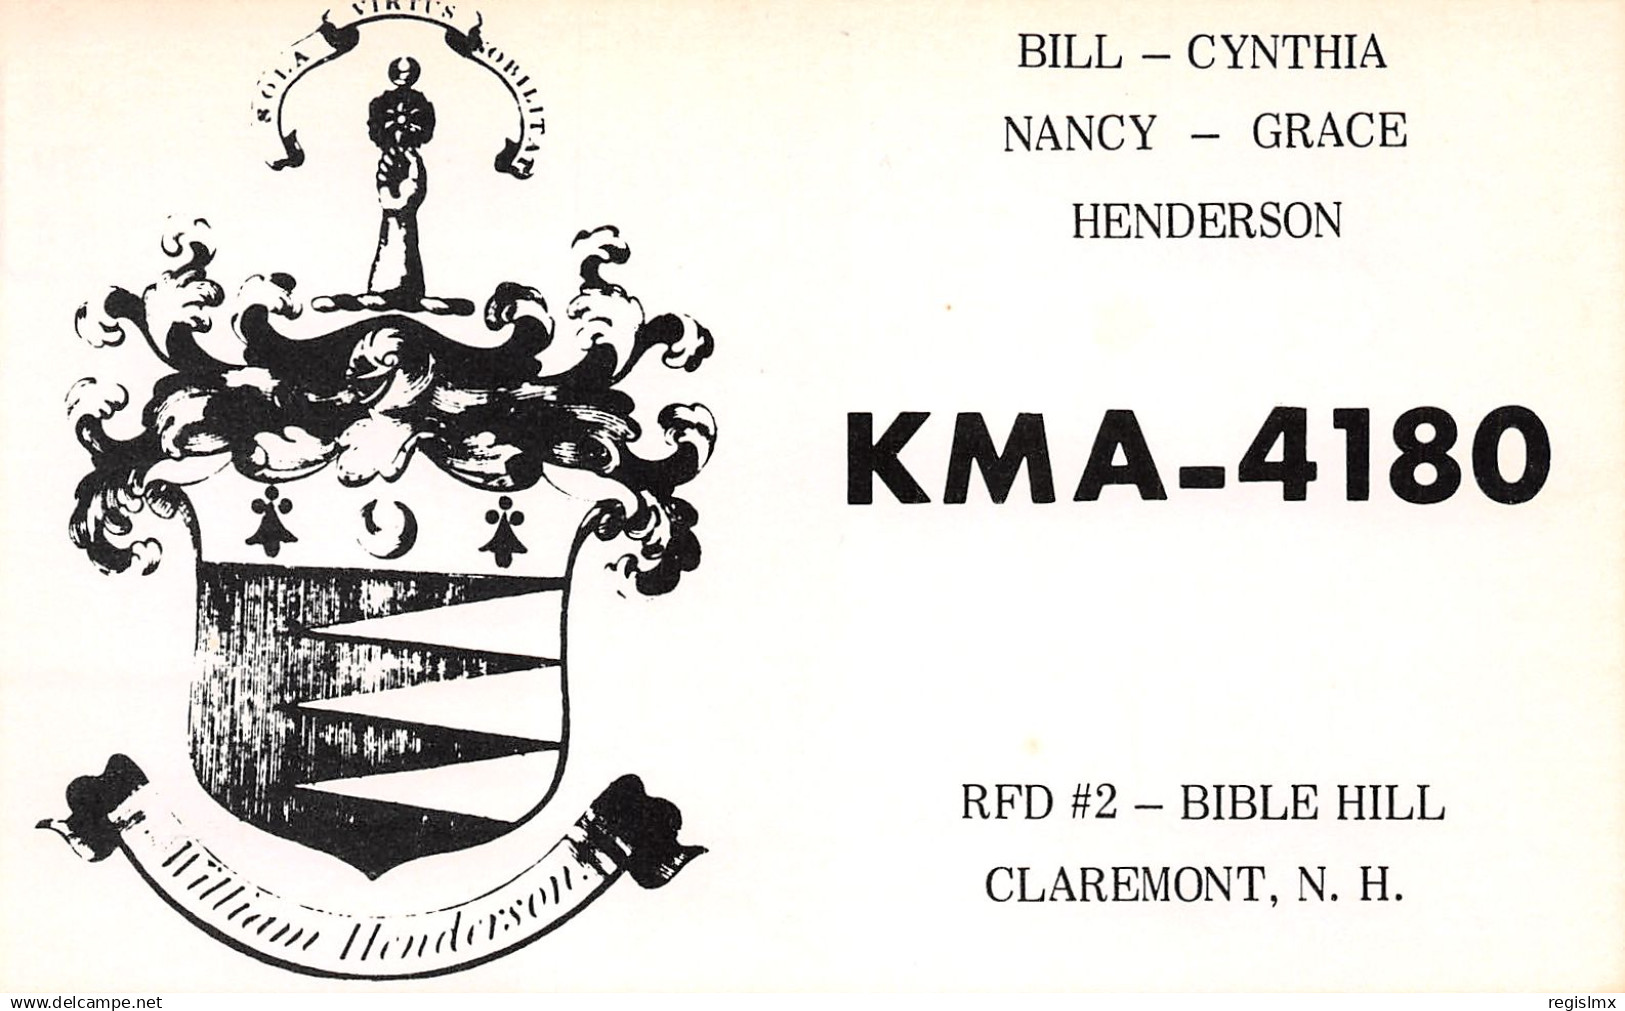 SOLA VIRTUS NOBILITAT
BILL – CYNTHIA
NANCY – GRACE
HENDERSON
KMA-4180
William Henderson.
RFD #2 – BIBLE HILL
CLAREMONT, N. H.
www.delcampe.net
regislmx